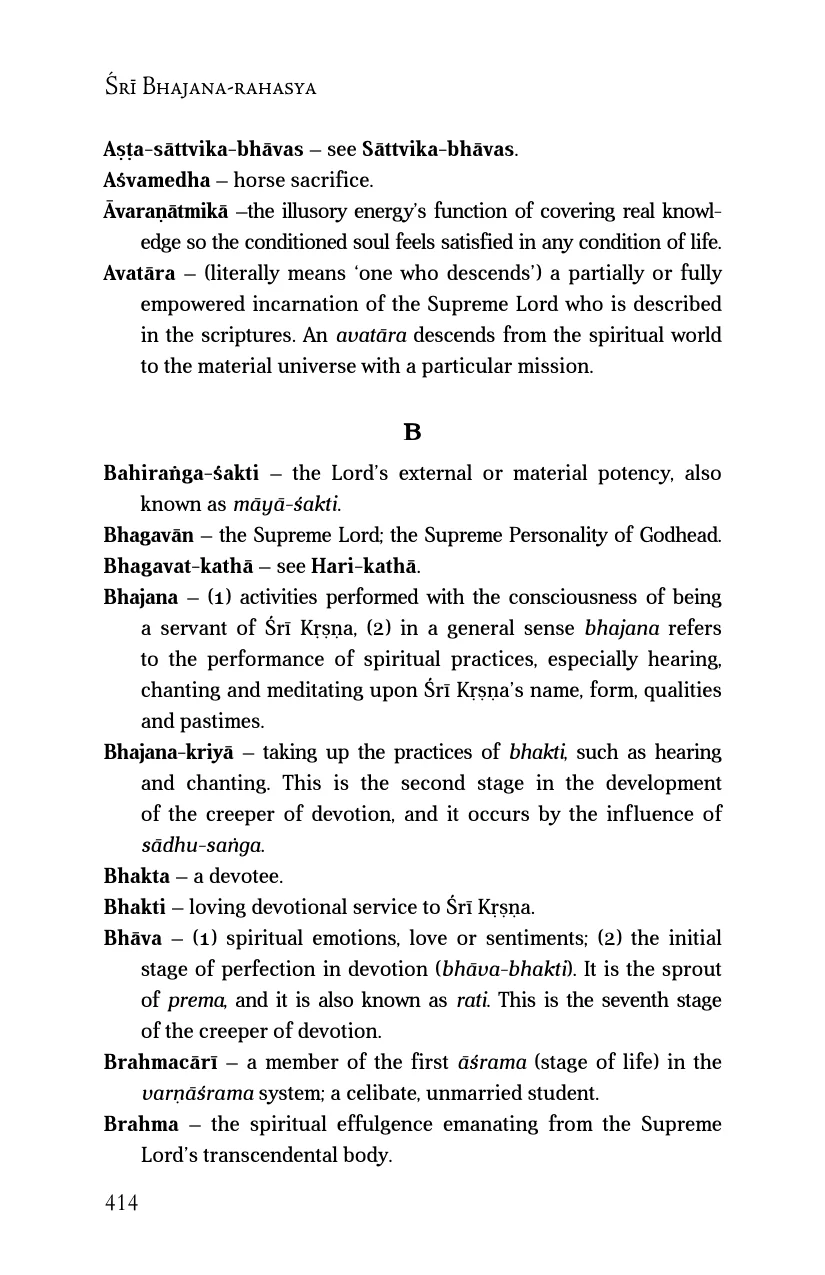 Śrī Bhajana-rahasya
Aṣṭa-sāttvika-bhāvas – see Sāttvika-bhāvas.
Aśvamedha – horse sacrifice.
Āvaraṇātmikā –the illusory energy’s function of covering real knowl-
edge so the conditioned soul feels satisfied in any condition of life.
Avatāra – (literally means ‘one who descends’) a partially or fully
empowered incarnation of the Supreme Lord who is described
in the scriptures. An avatāra descends from the spiritual world
to the material universe with a particular mission.
B
Bahiraṅga-śakti – the Lord’s external or material potency, also
known as māyā-śakti.
Bhagavān – the Supreme Lord; the Supreme Personality of Godhead.
Bhagavat-kathā – see Hari-kathā.
Bhajana – (1) activities performed with the consciousness of being
a servant of Śrī Kṛṣṇa, (2) in a general sense bhajana refers
to the performance of spiritual practices, especially hearing,
chanting and meditating upon Śrī Kṛṣṇa’s name, form, qualities
and pastimes.
Bhajana-kriyā – taking up the practices of bhakti, such as hearing
and chanting. This is the second stage in the development
of the creeper of devotion, and it occurs by the influence of
sādhu-saṅga.
Bhakta – a devotee.
Bhakti – loving devotional service to Śrī Kṛṣṇa.
Bhāva – (1) spiritual emotions, love or sentiments; (2) the initial
stage of perfection in devotion (bhāva-bhakti). It is the sprout
of prema, and it is also known as rati. This is the seventh stage
of the creeper of devotion.
Brahmacārī – a member of the first āśrama (stage of life) in the
varṇāśrama system; a celibate, unmarried student.
Brahma – the spiritual effulgence emanating from the Supreme
Lord’s transcendental body.
414